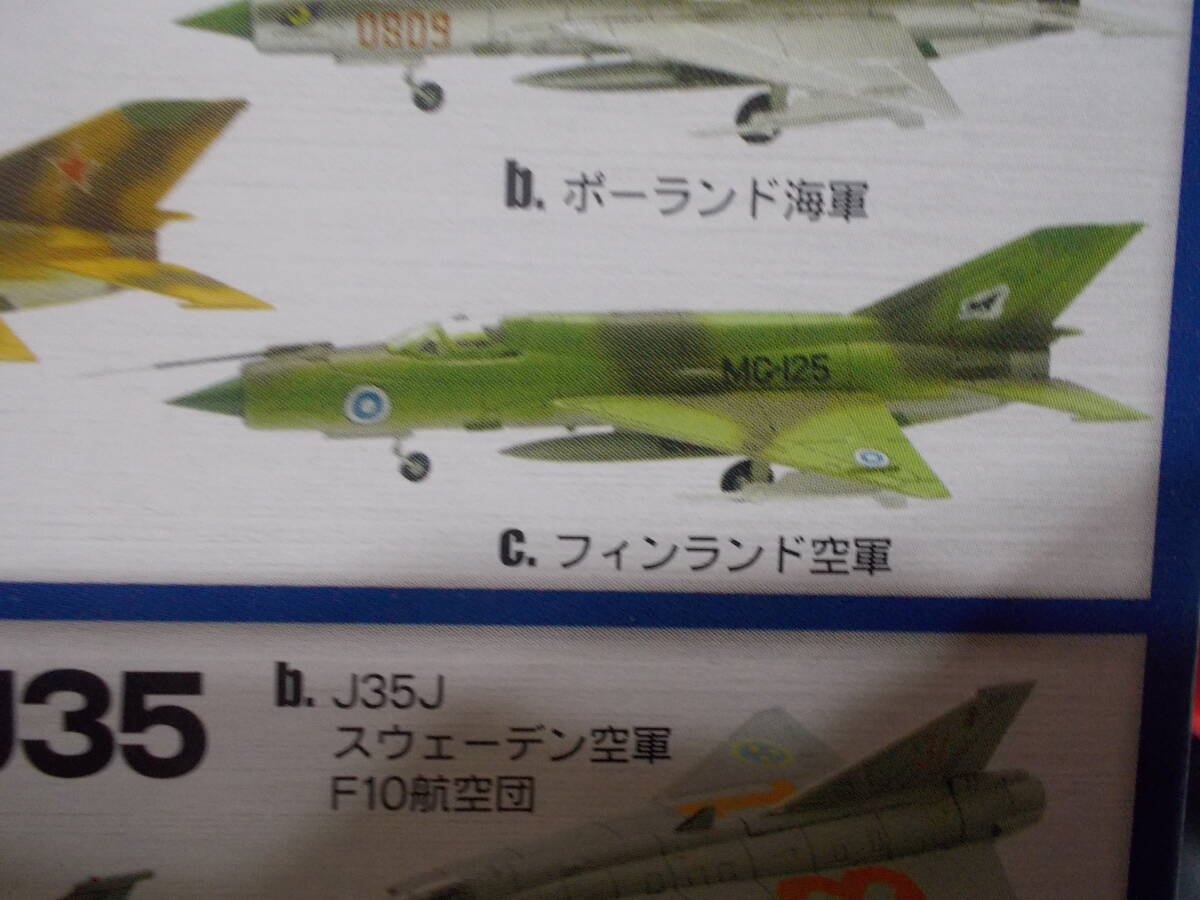 0909
b. ポーランド海軍
MG-125
c. フィンランド空軍
J35
b. J35J
スウェーデン空軍
F10航空団